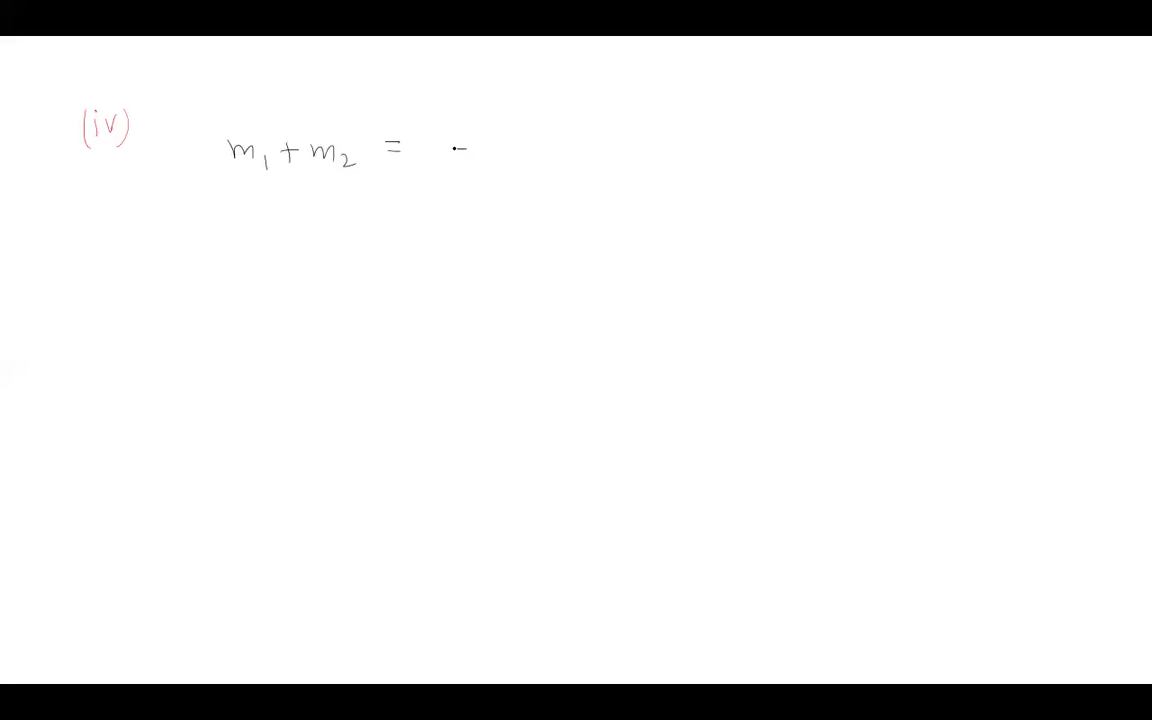 (iv)
m₁ + m₂ = -